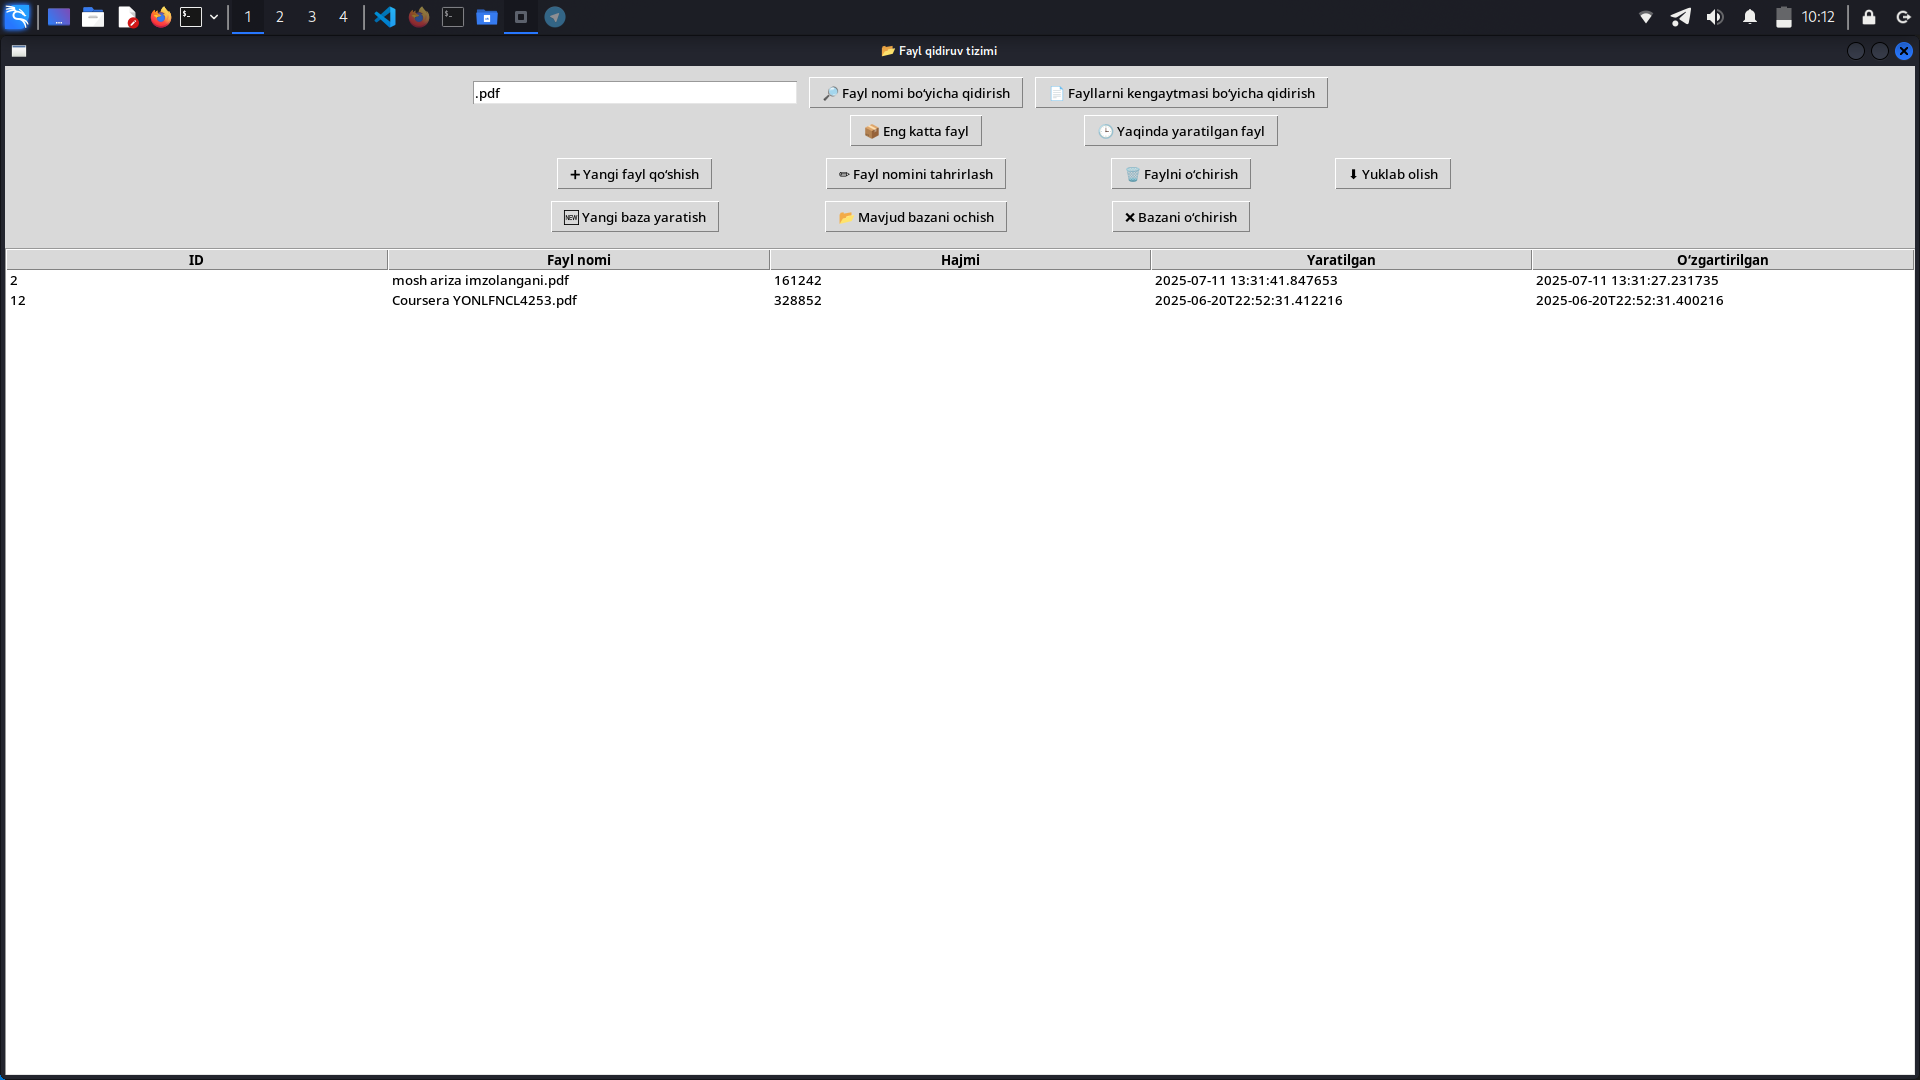 1 2 3 4 10:12
Fayl qidiruv tizimi
.pdf Fayl nomi bo‘yicha qidirish Fayllarni kengaytmasi bo‘yicha qidirish
Eng katta fayl Yaqinda yaratilgan fayl
Yangi fayl qo‘shish Fayl nomini tahrirlash Faylni o‘chirish Yuklab olish
Yangi baza yaratish Mavjud bazani ochish Bazani o‘chirish
ID Fayl nomi Hajmi Yaratilgan O‘zgartirilgan
2 mosh ariza imzolangani.pdf 161242 2025-07-11 13:31:41.847653 2025-07-11 13:31:27.231735
12 Coursera YONLFNCL4253.pdf 328852 2025-06-20T22:52:31.412216 2025-06-20T22:52:31.400216